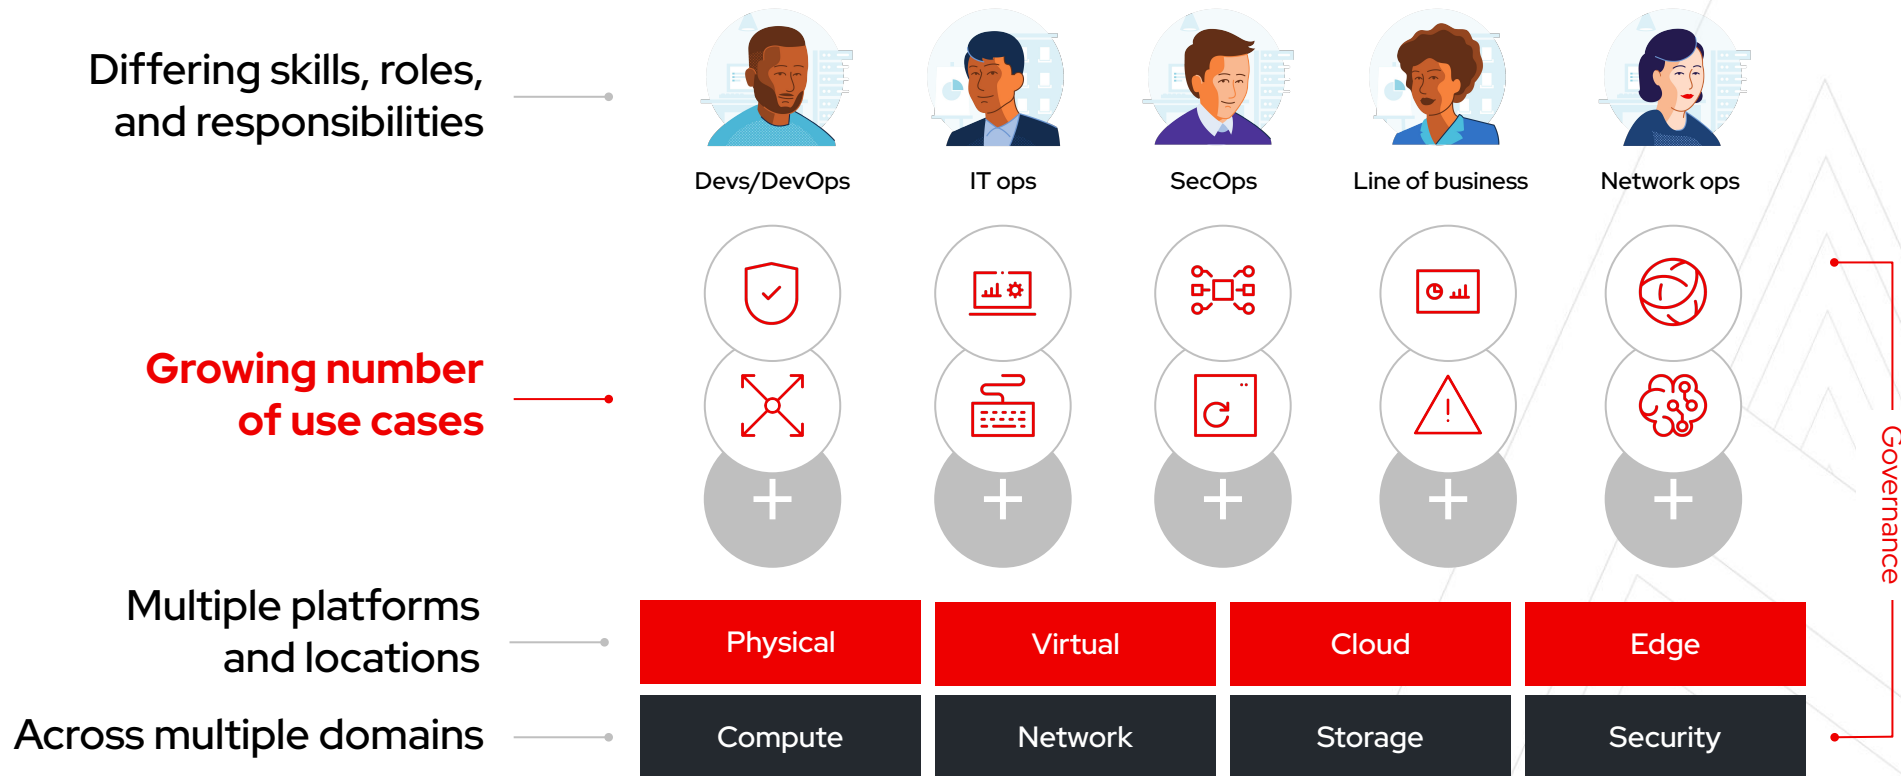 Differing skills, roles,
and responsibilities
Devs/DevOps
IT ops
SecOps
Line of business
Network ops
Growing number
of use cases
Governance
Multiple platforms
and locations
Physical
Virtual
Cloud
Edge
Across multiple domains
Compute
Network
Storage
Security